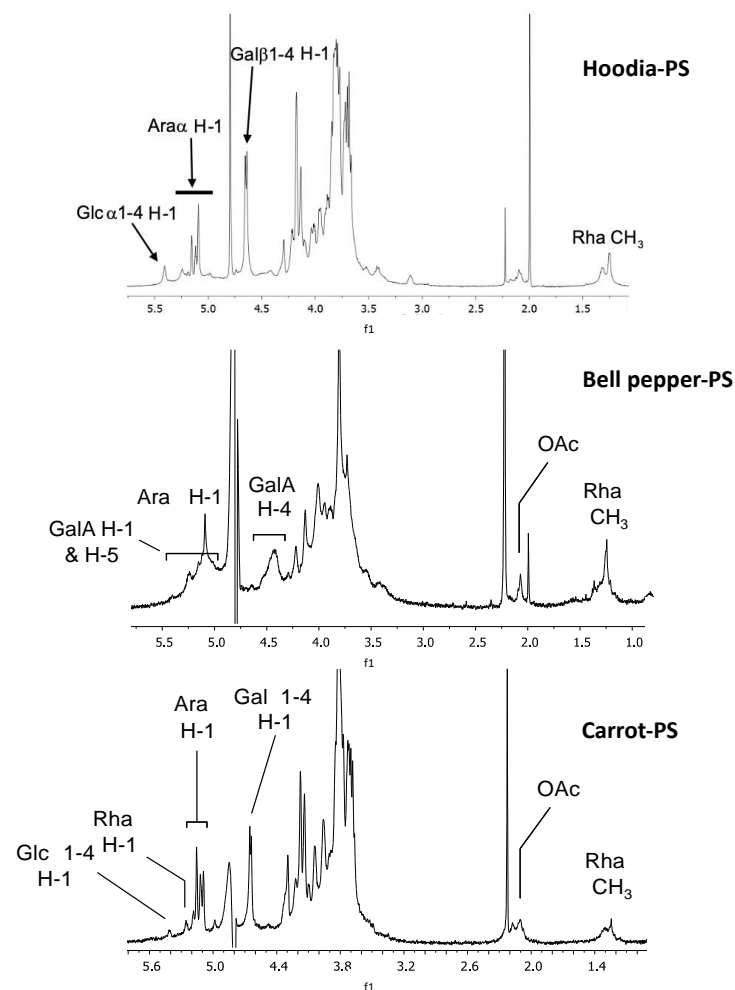 Hoodia-PS
Galβ1-4 H-1
Araα H-1
Glc α1-4 H-1
Rha CH3
5.5 5.0 4.5 4.0 3.5 3.0 2.5 2.0 1.5
f1
Bell pepper-PS
OAc
Ara H-1
GalA
H-4
Rha
CH3
GalA H-1
& H-5
5.5 5.0 4.5 4.0 3.5 3.0 2.5 2.0 1.5 1.0
f1
Carrot-PS
Ara
H-1
Gal 1-4
H-1
OAc
Rha
H-1
Glc 1-4
H-1
Rha
CH3
5.6 5.0 4.4 3.8 3.2 2.6 2.0 1.4
f1